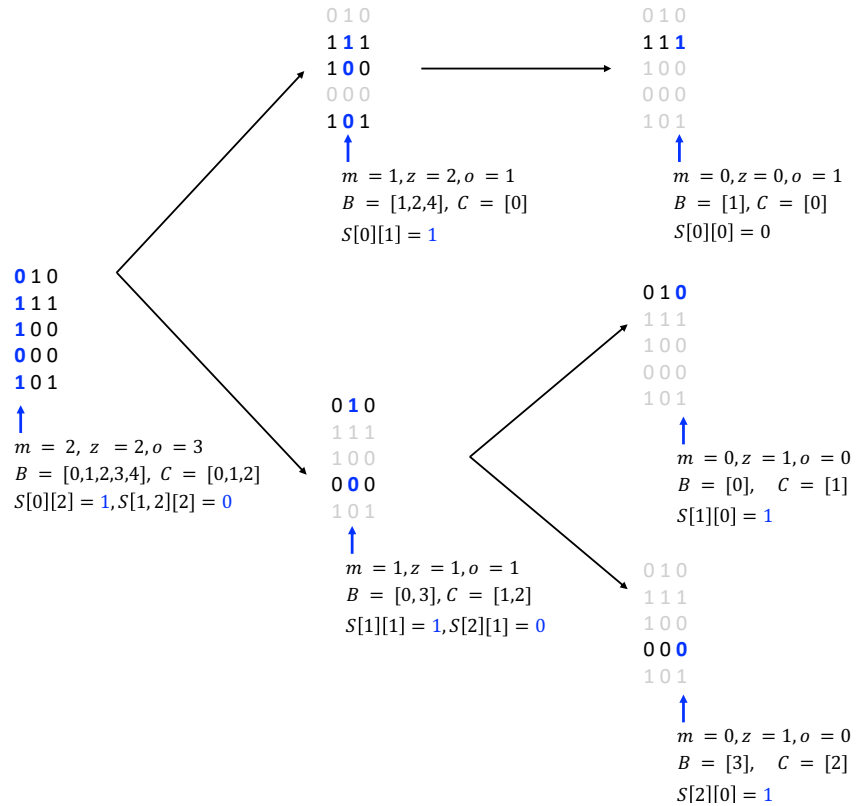 0 1 0
1 1 1
1 0 0
0 0 0
1 0 1
m = 2, z = 2, o = 3
B = [0,1,2,3,4], C = [0,1,2]
S[0][2] = 1, S[1, 2][2] = 0
0 1 0
1 1 1
1 0 0
0 0 0
1 0 1
m = 1, z = 2, o = 1
B = [1,2,4], C = [0]
S[0][1] = 1
0 1 0
1 1 1
1 0 0
0 0 0
1 0 1
m = 0, z = 0, o = 1
B = [1], C = [0]
S[0][0] = 0
0 1 0
1 1 1
1 0 0
0 0 0
1 0 1
m = 1, z = 1, o = 1
B = [0, 3], C = [1,2]
S[1][1] = 1, S[2][1] = 0
0 1 0
1 1 1
1 0 0
0 0 0
1 0 1
m = 0, z = 1, o = 0
B = [0], C = [1]
S[1][0] = 1
0 1 0
1 1 1
1 0 0
0 0 0
1 0 1
m = 0, z = 1, o = 0
B = [3], C = [2]
S[2][0] = 1